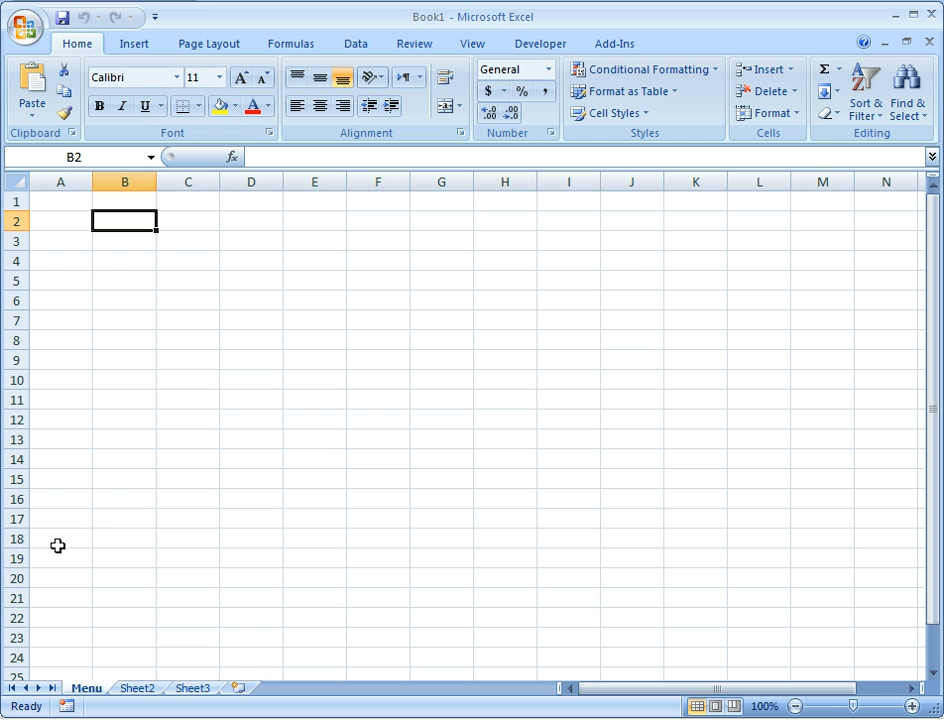 Book1 - Microsoft Excel
Home Insert Page Layout Formulas Data Review View Developer Add-Ins
Calibri 11 General Conditional Formatting Insert Σ
Paste B I U A A A $ % , Format as Table Delete Sort & Filter Find & Select
Cell Styles Format
Clipboard Font Alignment Number Styles Cells Editing
B2 fx
A B C D E F G H I J K L M N
1
2
3
4
5
6
7
8
9
10
11
12
13
14
15
16
17
18
19
20
21
22
23
24
25
Menu Sheet2 Sheet3
Ready 100%